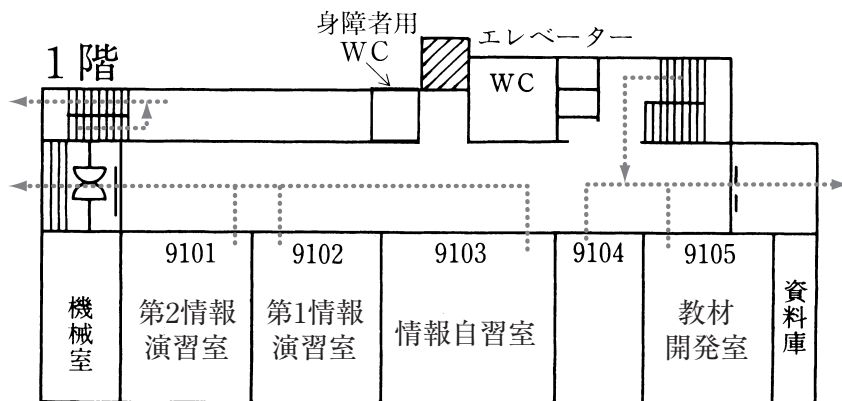 1階
身障者用
WC
エレベーター
WC
9101
9102
9103
9104
9105
機械室
第2情報
演習室
第1情報
演習室
情報自習室
教材
開発室
資料庫